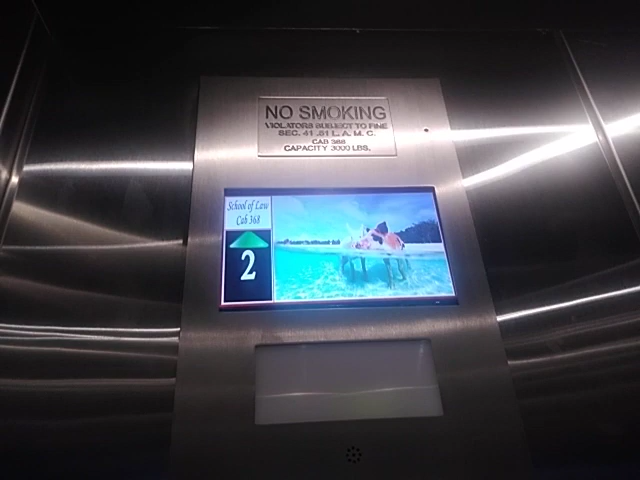 NO SMOKING
VIOLATORS SUBJECT TO FINE
SEC. 41.51 L. A. M. C.
CAB 368
CAPACITY 3000 LBS.
School of Law
Cab 368
2